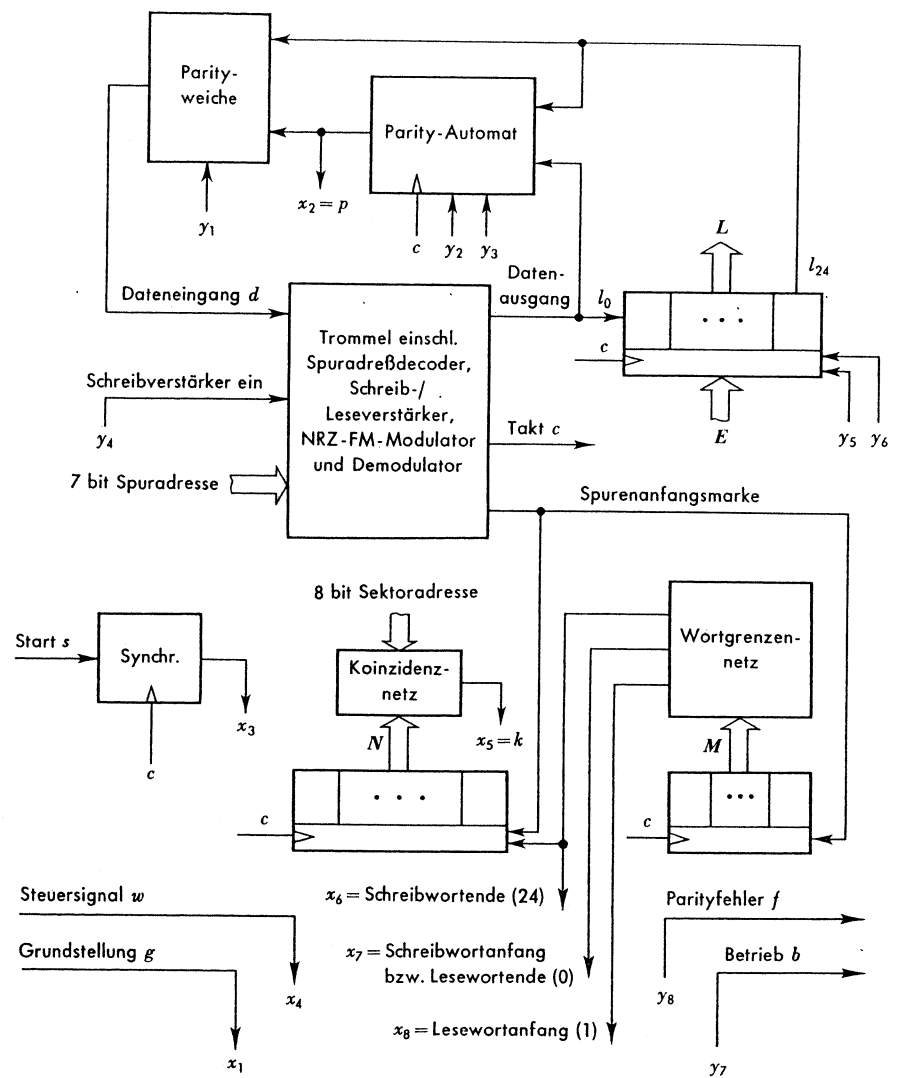 Parity-
weiche
Parity-Automat
x₂ = p
y₁
c
y₂
y₃
L
l₂₄
Daten-
ausgang
l₀
Dateneingang d
c
Trommel einschl.
Spuradreßdecoder,
Schreib-/
Leseverstärker,
NRZ-FM-Modulator
und Demodulator
Schreibverstärker ein
y₄
E
y₅
y₆
Takt c
7 bit Spuradresse
Spurenanfangsmarke
8 bit Sektoradresse
Start s
Synchr.
Koinzidenz-
netz
Wortgrenzen-
netz
x₃
c
N
x₅ = k
M
c
c
Steuersignal w
x₆ = Schreibwortende (24)
Parityfehler f
Grundstellung g
x₇ = Schreibwortanfang
bzw. Lesewortende (0)
Betrieb b
x₄
y₈
x₈ = Lesewortanfang (1)
x₁
y₇